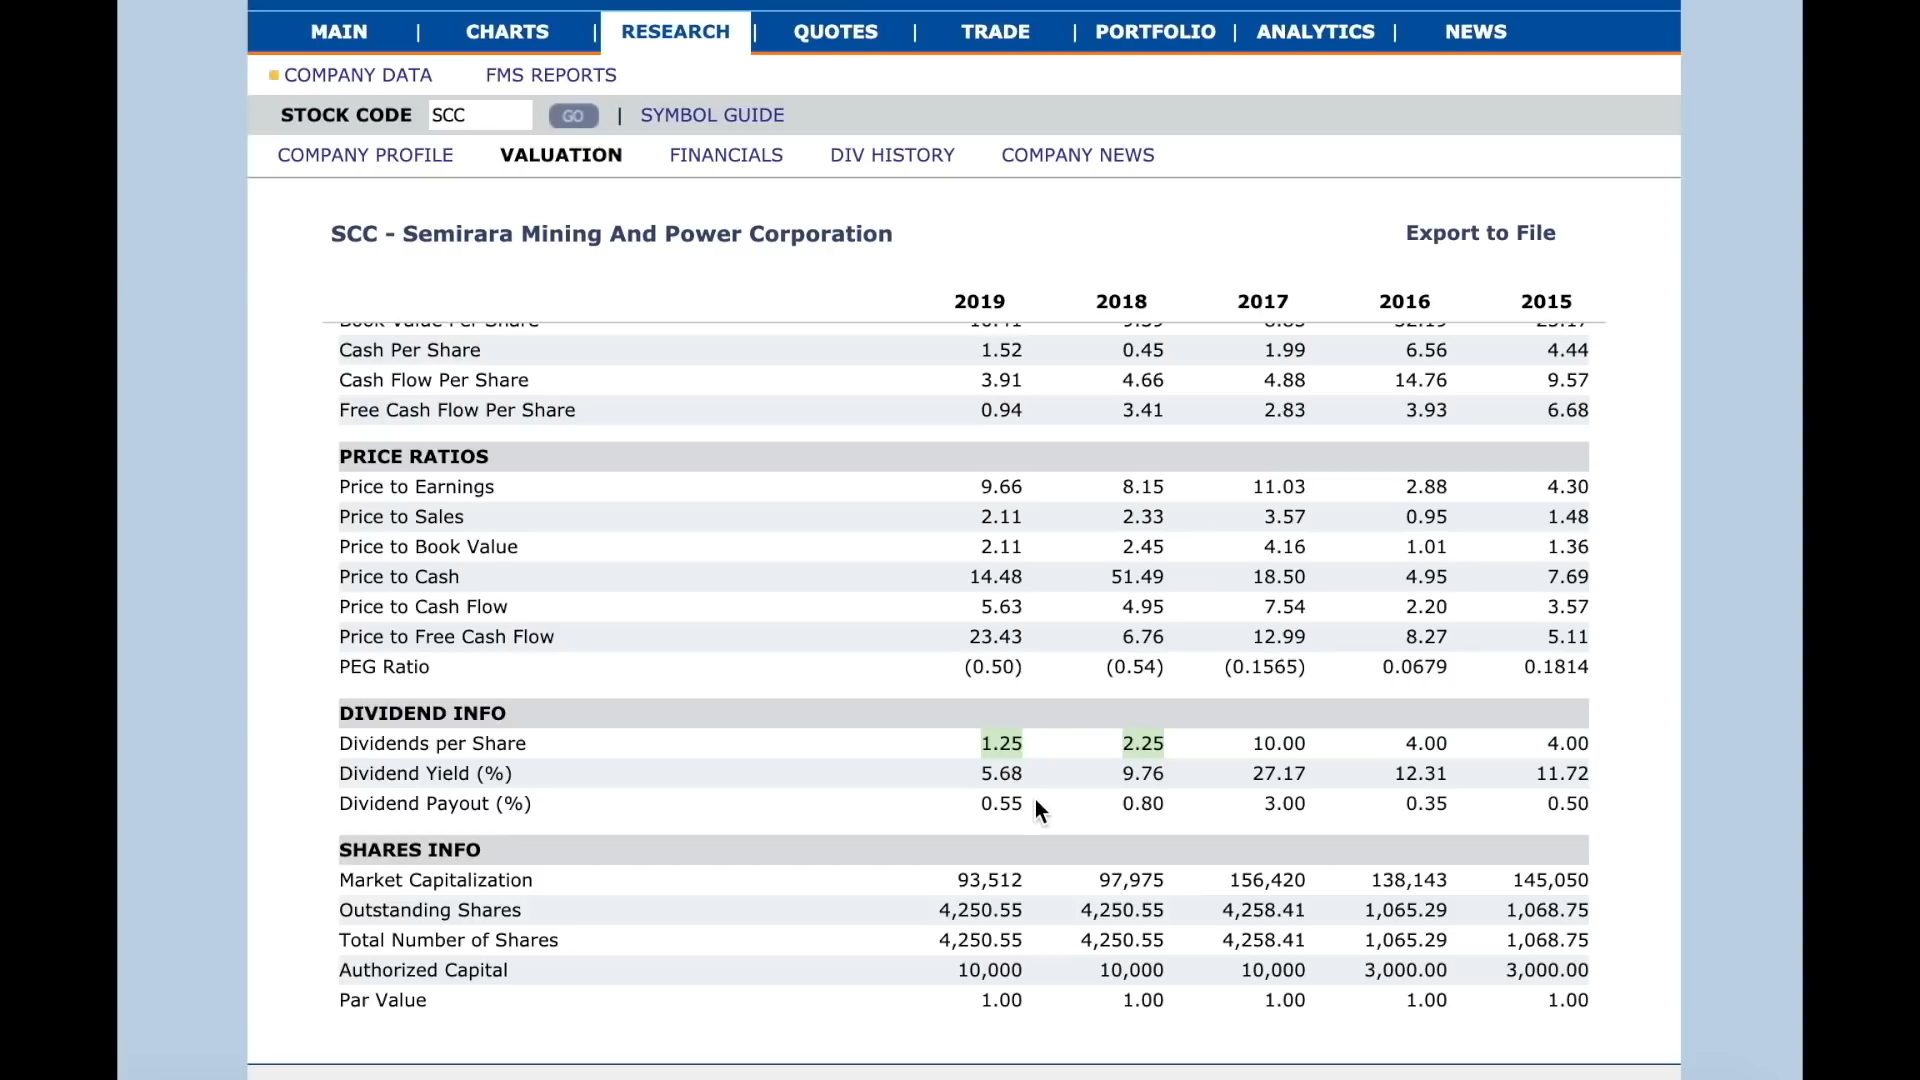 MAIN | CHARTS | RESEARCH | QUOTES | TRADE | PORTFOLIO | ANALYTICS | NEWS
COMPANY DATA FMS REPORTS
STOCK CODE SCC GO | SYMBOL GUIDE
COMPANY PROFILE VALUATION FINANCIALS DIV HISTORY COMPANY NEWS
SCC - Semirara Mining And Power Corporation Export to File
2019 2018 2017 2016 2015
Book Value Per Share
Cash Per Share 1.52 0.45 1.99 6.56 4.44
Cash Flow Per Share 3.91 4.66 4.88 14.76 9.57
Free Cash Flow Per Share 0.94 3.41 2.83 3.93 6.68
PRICE RATIOS
Price to Earnings 9.66 8.15 11.03 2.88 4.30
Price to Sales 2.11 2.33 3.57 0.95 1.48
Price to Book Value 2.11 2.45 4.16 1.01 1.36
Price to Cash 14.48 51.49 18.50 4.95 7.69
Price to Cash Flow 5.63 4.95 7.54 2.20 3.57
Price to Free Cash Flow 23.43 6.76 12.99 8.27 5.11
PEG Ratio (0.50) (0.54) (0.1565) 0.0679 0.1814
DIVIDEND INFO
Dividends per Share 1.25 2.25 10.00 4.00 4.00
Dividend Yield (%) 5.68 9.76 27.17 12.31 11.72
Dividend Payout (%) 0.55 0.80 3.00 0.35 0.50
SHARES INFO
Market Capitalization 93,512 97,975 156,420 138,143 145,050
Outstanding Shares 4,250.55 4,250.55 4,258.41 1,065.29 1,068.75
Total Number of Shares 4,250.55 4,250.55 4,258.41 1,065.29 1,068.75
Authorized Capital 10,000 10,000 10,000 3,000.00 3,000.00
Par Value 1.00 1.00 1.00 1.00 1.00